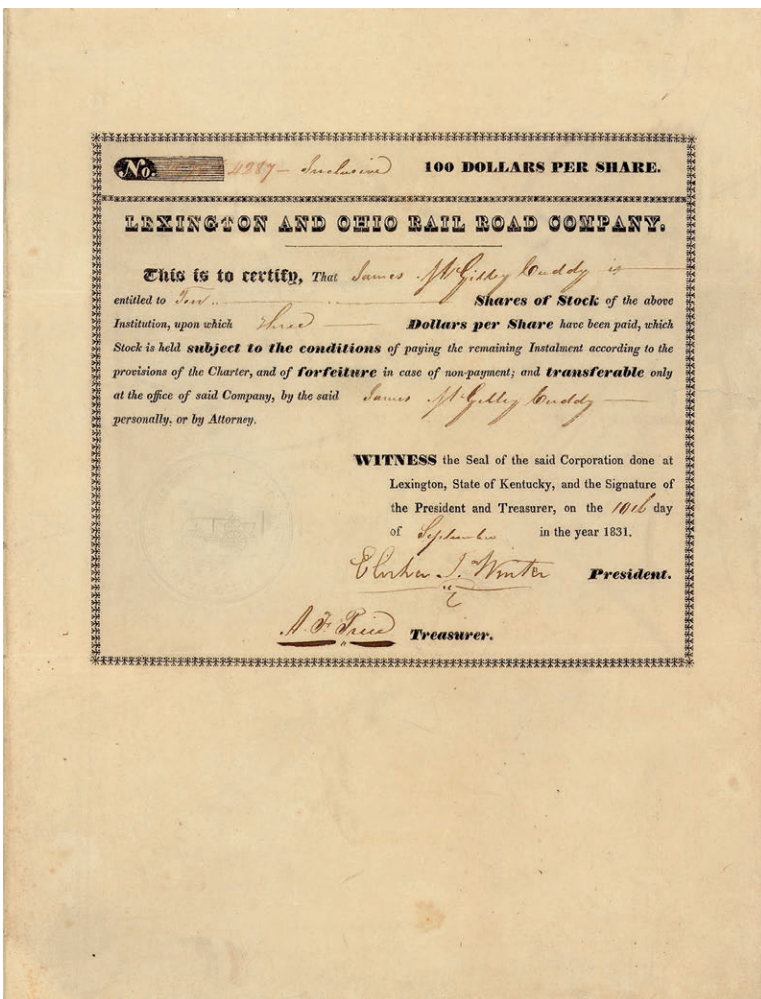 No. 4287 – Inclusive 100 DOLLARS PER SHARE.
LEXINGTON AND OHIO RAIL ROAD COMPANY.
This is to certify, That James McGilley Cuddy is
entitled to Ten Shares of Stock of the above
Institution, upon which three Dollars per Share have been paid, which
Stock is held subject to the conditions of paying the remaining Instalment according to the
provisions of the Charter, and of forfeiture in case of non-payment; and transferable only
at the office of said Company, by the said James McGilley Cuddy
personally, or by Attorney.
WITNESS the Seal of the said Corporation done at
Lexington, State of Kentucky, and the Signature of
the President and Treasurer, on the 10th day
of September in the year 1831.
Elisha I. Winter President.
A. F. Price Treasurer.